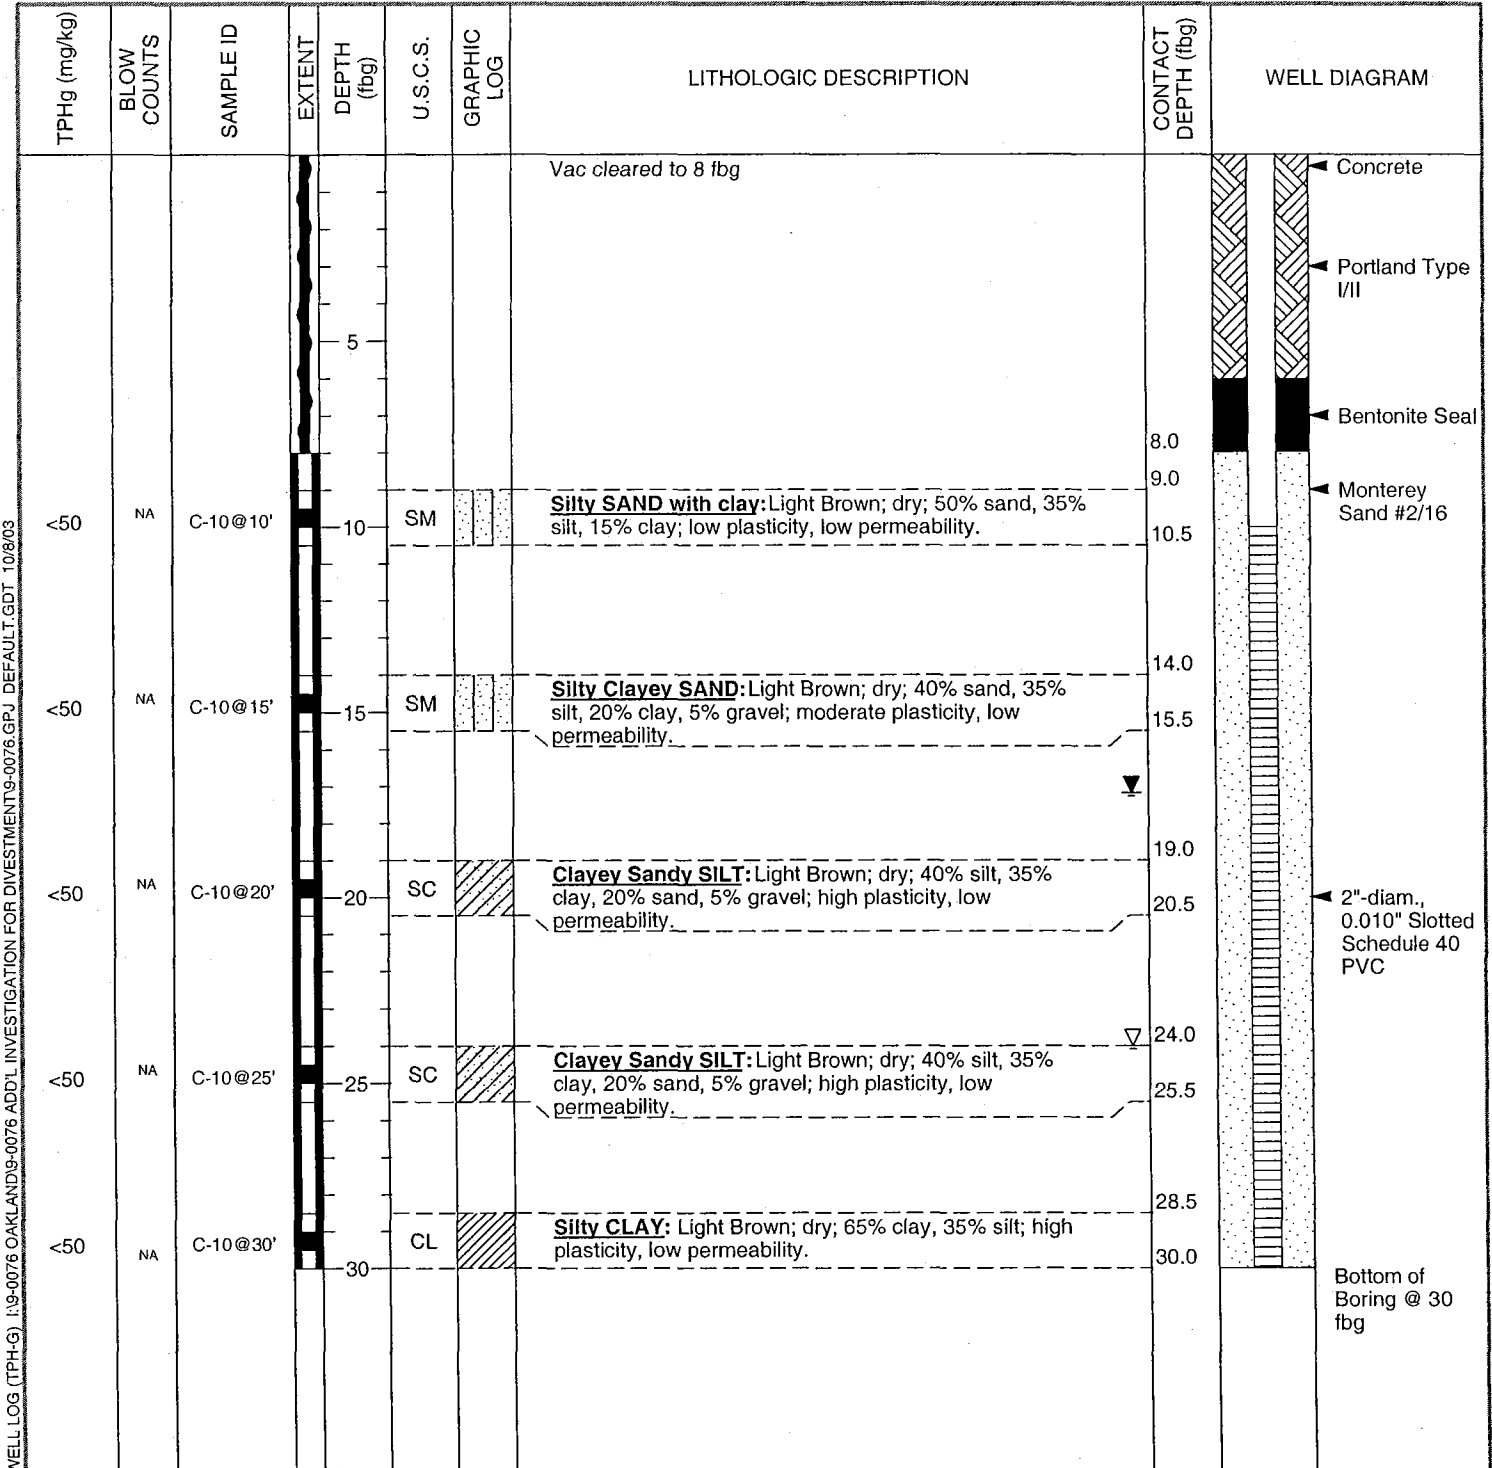 TPHg (mg/kg)
BLOW
COUNTS
SAMPLE ID
EXTENT
DEPTH
(fbg)
U.S.C.S.
GRAPHIC
LOG
LITHOLOGIC DESCRIPTION
CONTACT
DEPTH (fbg)
WELL DIAGRAM
Vac cleared to 8 fbg
Concrete
Portland Type
I/II
5
Bentonite Seal
8.0
9.0
<50
NA
C-10@10'
10
SM
Silty SAND with clay: Light Brown; dry; 50% sand, 35%
silt, 15% clay; low plasticity, low permeability.
10.5
Monterey
Sand #2/16
14.0
<50
NA
C-10@15'
15
SM
Silty Clayey SAND: Light Brown; dry; 40% sand, 35%
silt, 20% clay, 5% gravel; moderate plasticity, low
permeability.
15.5
19.0
<50
NA
C-10@20'
20
SC
Clayey Sandy SILT: Light Brown; dry; 40% silt, 35%
clay, 20% sand, 5% gravel; high plasticity, low
permeability.
20.5
2"-diam.,
0.010" Slotted
Schedule 40
PVC
24.0
<50
NA
C-10@25'
25
SC
Clayey Sandy SILT: Light Brown; dry; 40% silt, 35%
clay, 20% sand, 5% gravel; high plasticity, low
permeability.
25.5
28.5
<50
NA
C-10@30'
30
CL
Silty CLAY: Light Brown; dry; 65% clay, 35% silt; high
plasticity, low permeability.
30.0
Bottom of
Boring @ 30
fbg
WELL LOG (TPH-G) I:\9-0076 OAKLAND\9-0076 ADD'L INVESTIGATION FOR DIVESTMENT\9-0076.GPJ DEFAULT.GDT 10/8/03